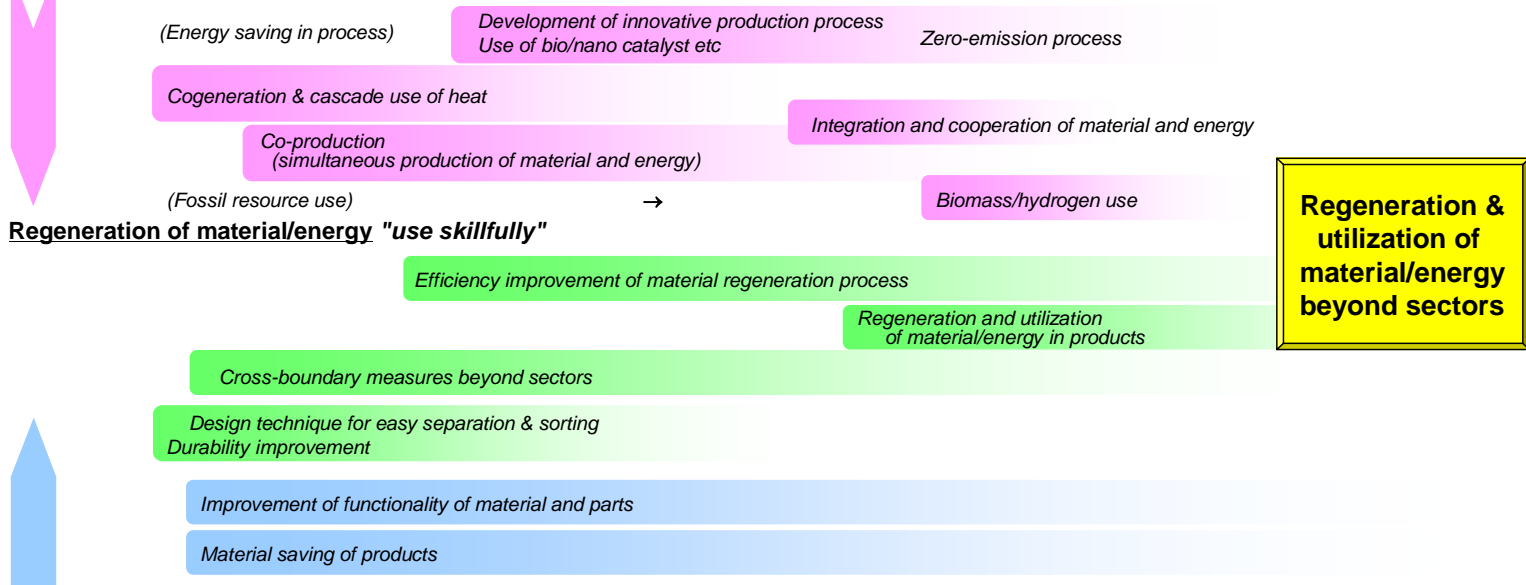 (Energy saving in process)
Development of innovative production process
Use of bio/nano catalyst etc
Zero-emission process
Cogeneration & cascade use of heat
Integration and cooperation of material and energy
Co-production
(simultaneous production of material and energy)
(Fossil resource use)
→
Biomass/hydrogen use
Regeneration of material/energy "use skillfully"
Regeneration &
utilization of
material/energy
beyond sectors
Efficiency improvement of material regeneration process
Regeneration and utilization
of material/energy in products
Cross-boundary measures beyond sectors
Design technique for easy separation & sorting
Durability improvement
Improvement of functionality of material and parts
Material saving of products